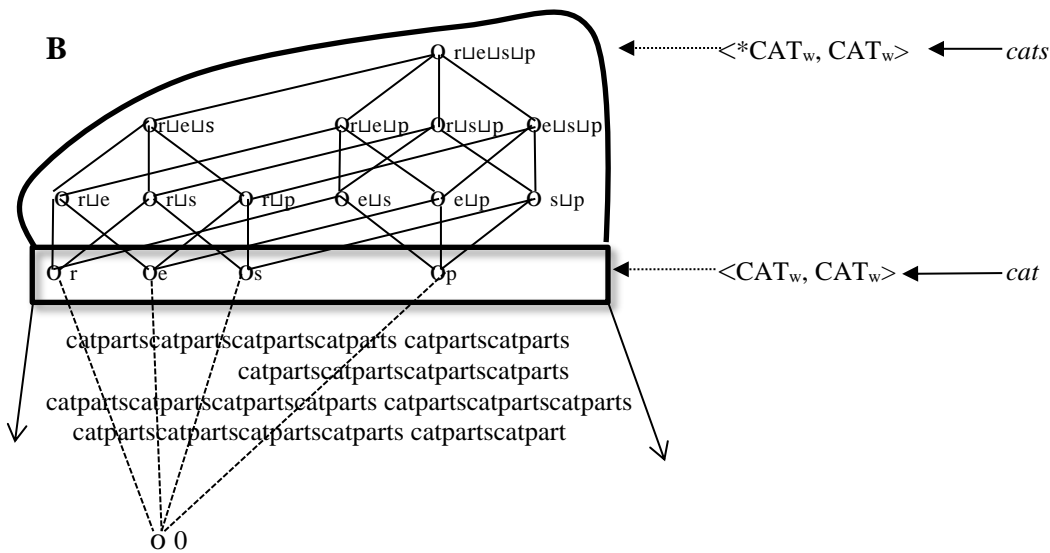 B O r⊔e⊔s⊔p <*CATw, CATw> cats
O r⊔e⊔s O r⊔e⊔p O r⊔s⊔p O e⊔s⊔p
O r⊔e O r⊔s O r⊔p O e⊔s O e⊔p O s⊔p
O r O e O s O p <CATw, CATw> cat
catpartscatpartscatpartscatparts catpartscatparts
catpartscatpartscatpartscatparts
catpartscatpartscatpartscatparts catpartscatpartscatparts
catpartscatpartscatpartscatparts catpartscatpart
O 0